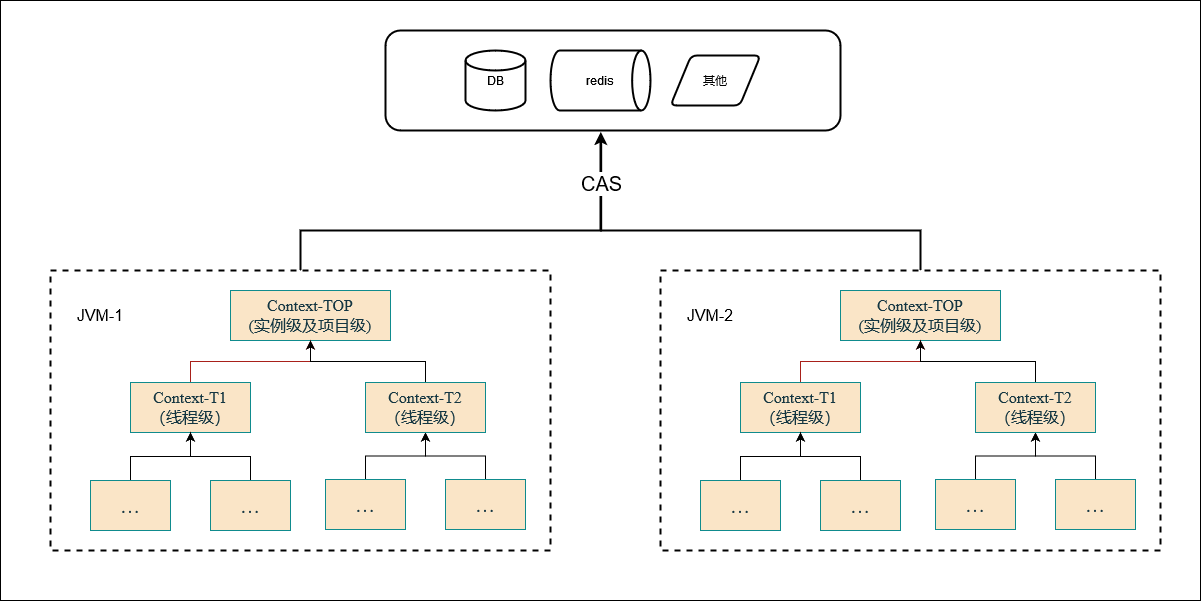 DB
redis
其他
CAS
JVM-1
Context-TOP
(实例级及项目级)
Context-T1
(线程级)
Context-T2
(线程级)
...
...
...
...
JVM-2
Context-TOP
(实例级及项目级)
Context-T1
(线程级)
Context-T2
(线程级)
...
...
...
...